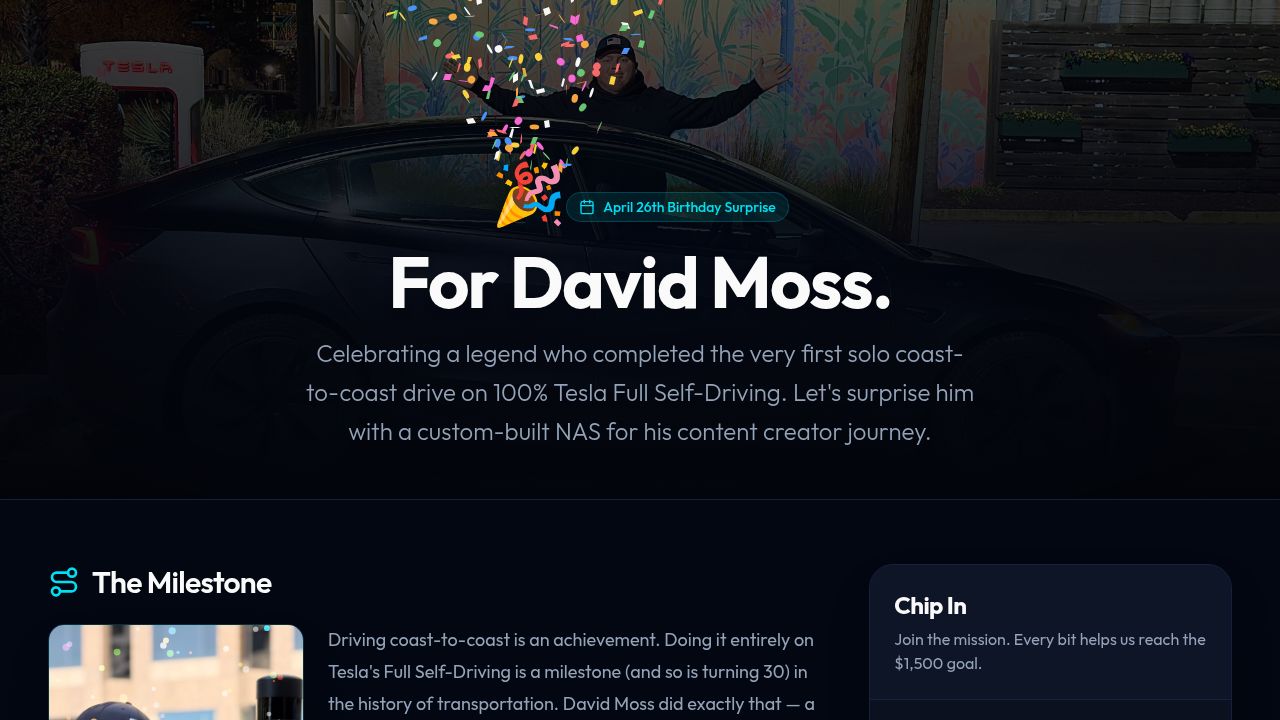 TESLA
April 26th Birthday Surprise
For David Moss.
Celebrating a legend who completed the very first solo coast-
to-coast drive on 100% Tesla Full Self-Driving. Let's surprise him
with a custom-built NAS for his content creator journey.
The Milestone
Driving coast-to-coast is an achievement. Doing it entirely on
Tesla's Full Self-Driving is a milestone (and so is turning 30) in
the history of transportation. David Moss did exactly that — a
Chip In
Join the mission. Every bit helps us reach the
$1,500 goal.